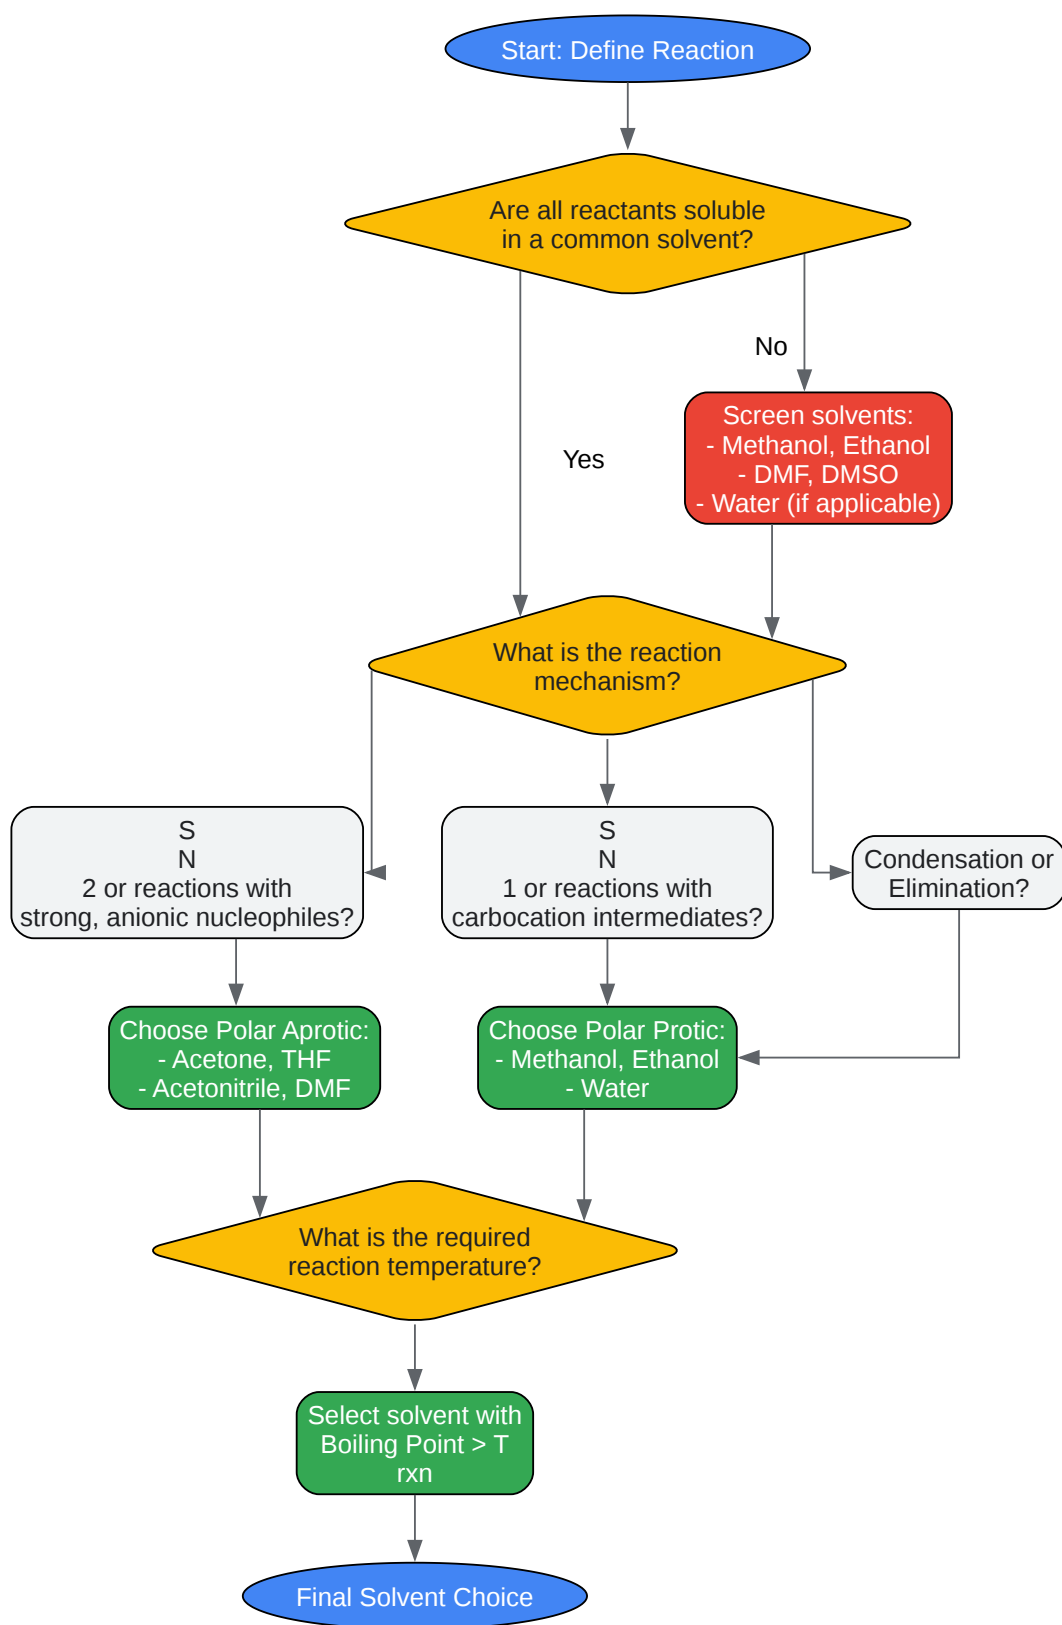 Start: Define Reaction
Are all reactants soluble
in a common solvent?
No
Screen solvents:
- Methanol, Ethanol
- DMF, DMSO
- Water (if applicable)
Yes
What is the reaction
mechanism?
S
N
2 or reactions with
strong, anionic nucleophiles?
S
N
1 or reactions with
carbocation intermediates?
Condensation or
Elimination?
Choose Polar Aprotic:
- Acetone, THF
- Acetonitrile, DMF
Choose Polar Protic:
- Methanol, Ethanol
- Water
What is the required
reaction temperature?
Select solvent with
Boiling Point > T
rxn
Final Solvent Choice